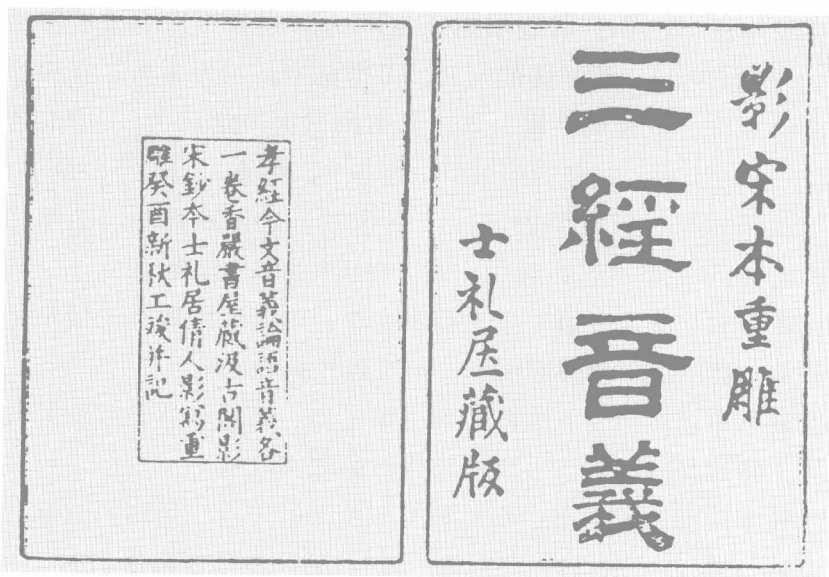 影宋本重雕
三經音義
士礼居藏版
孝經今文音義論語音義各
一卷香嚴書屋藏汲古閣影
宋鈔本士礼居倩人影寫重
雕癸酉新秋工竣并記